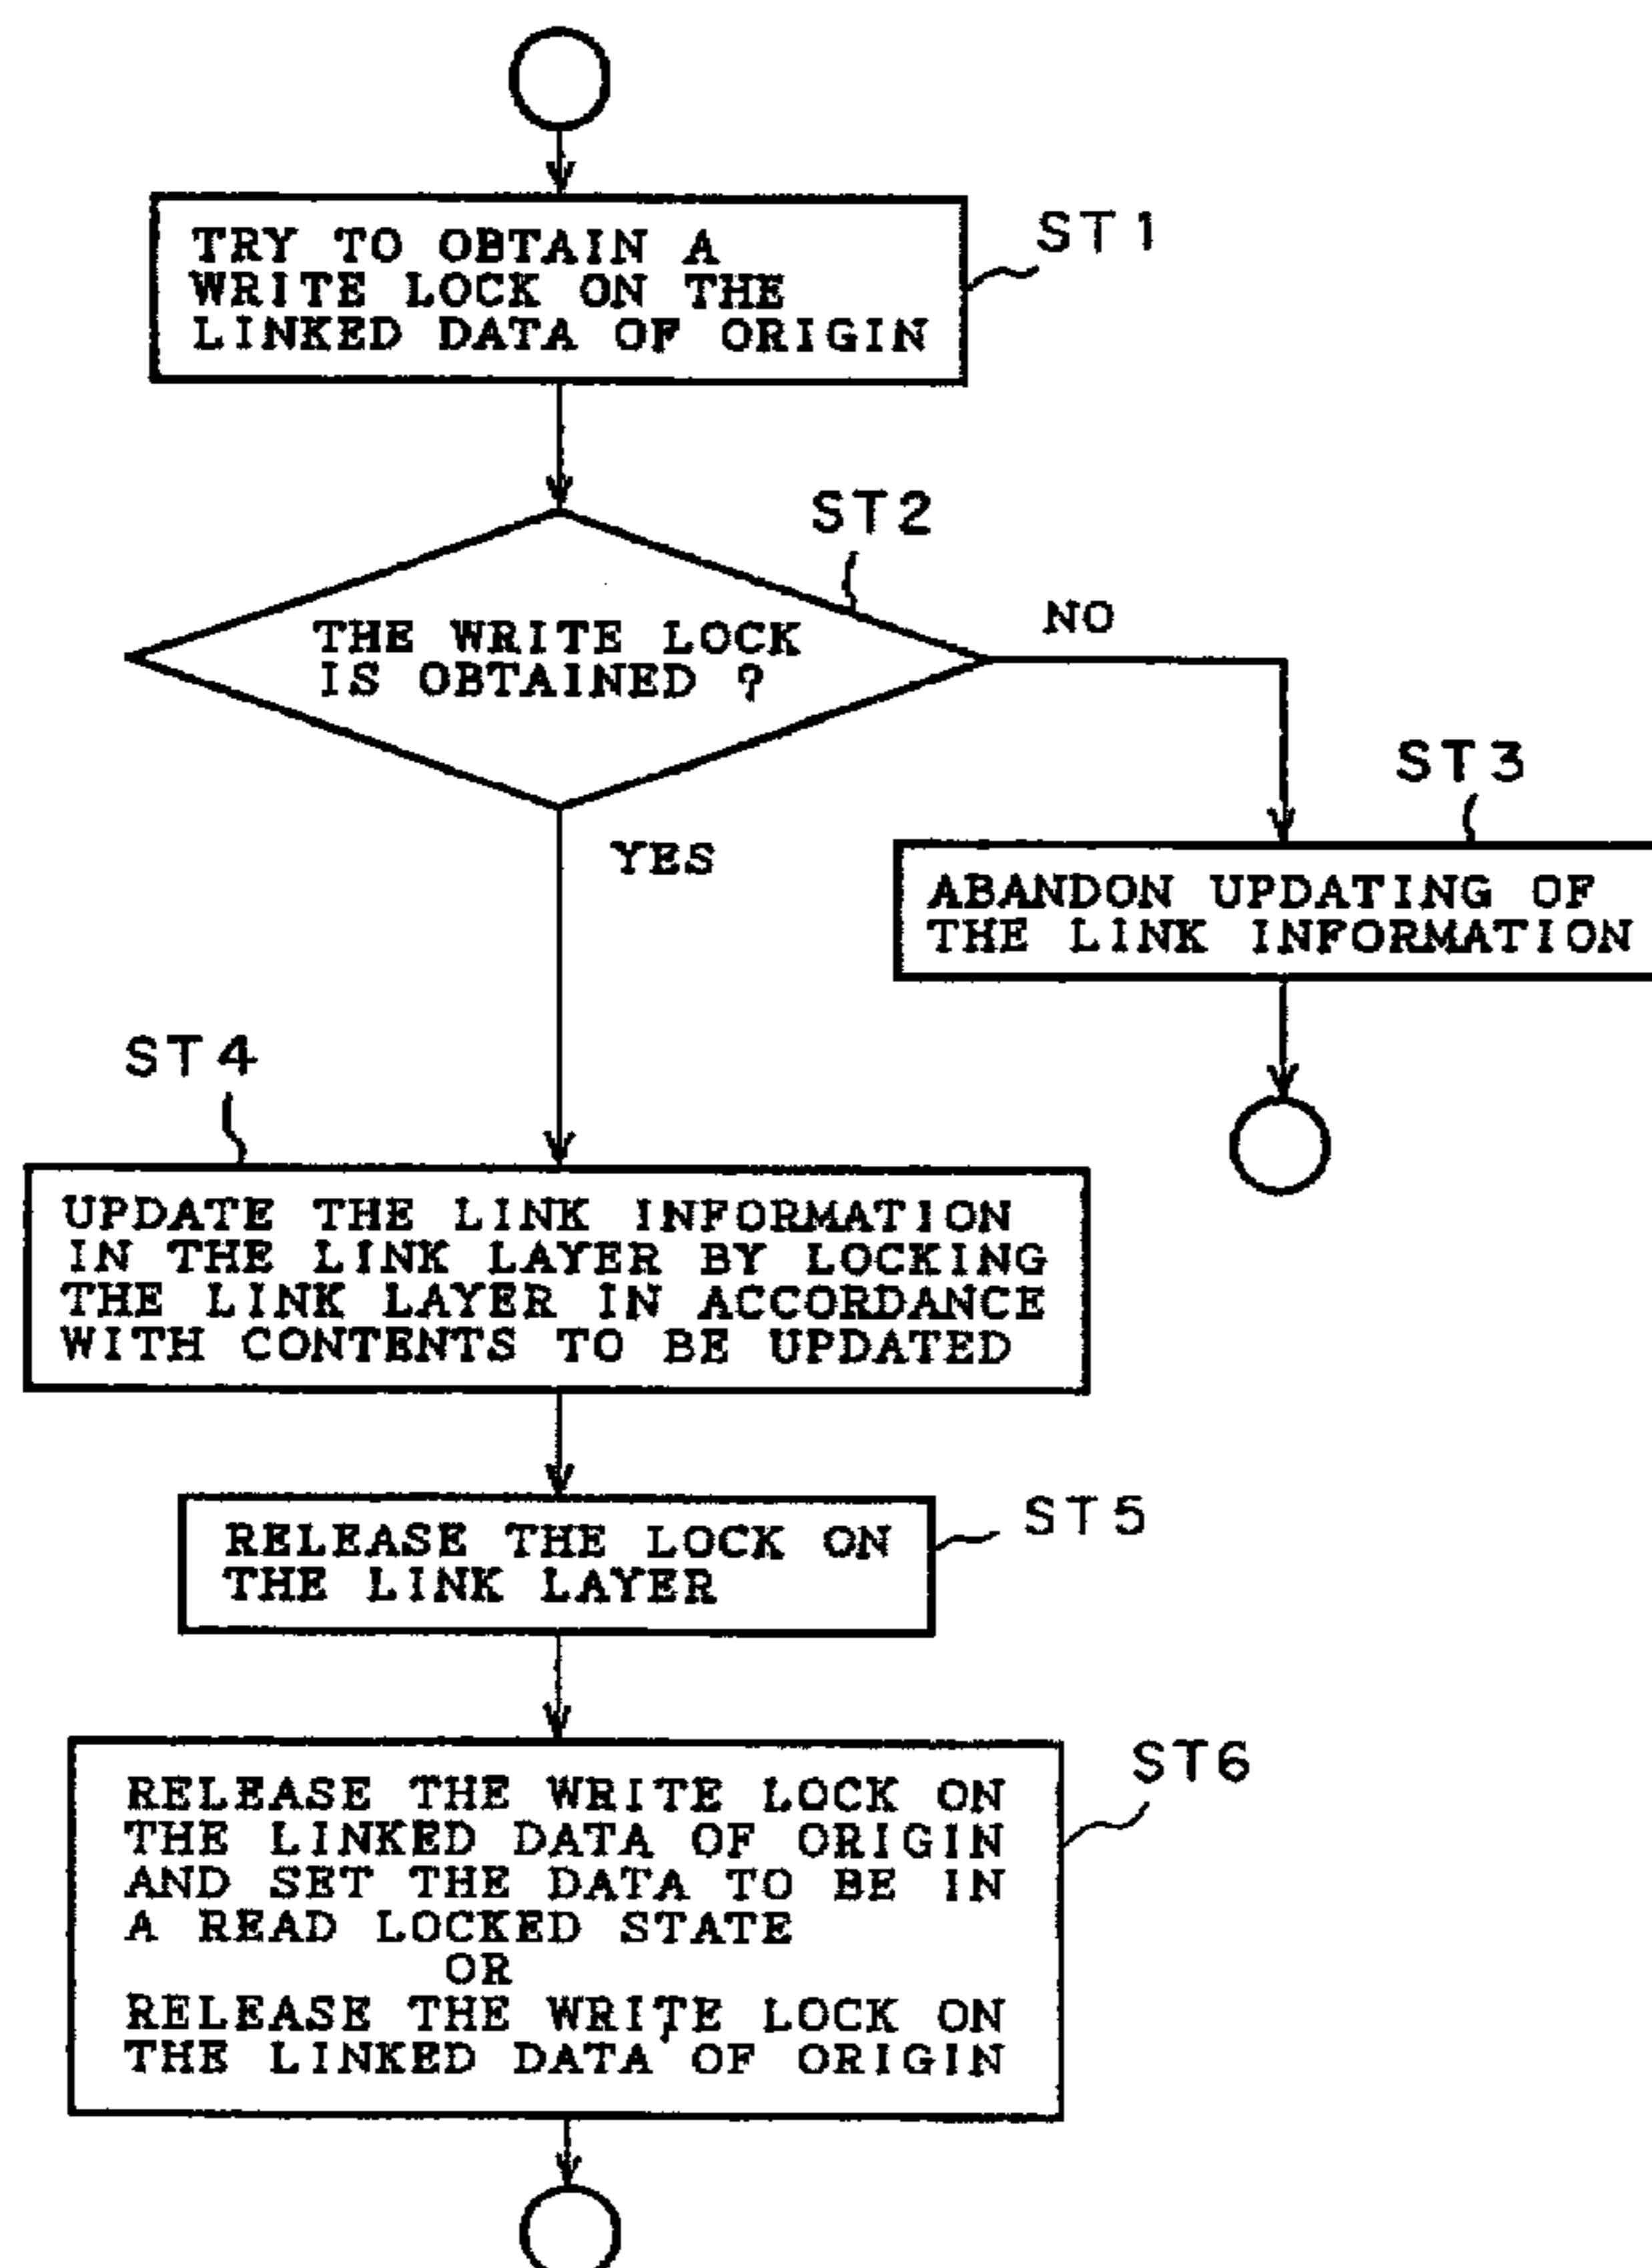 TRY TO OBTAIN A
WRITE LOCK ON THE
LINKED DATA OF ORIGIN
ST1
ST2
THE WRITE LOCK
IS OBTAINED ?
NO
YES
ST3
ABANDON UPDATING OF
THE LINK INFORMATION
ST4
UPDATE THE LINK INFORMATION
IN THE LINK LAYER BY LOCKING
THE LINK LAYER IN ACCORDANCE
WITH CONTENTS TO BE UPDATED
RELEASE THE LOCK ON
THE LINK LAYER
ST5
RELEASE THE WRITE LOCK ON
THE LINKED DATA OF ORIGIN
AND SET THE DATA TO BE IN
A READ LOCKED STATE
OR
RELEASE THE WRITE LOCK ON
THE LINKED DATA OF ORIGIN
ST6